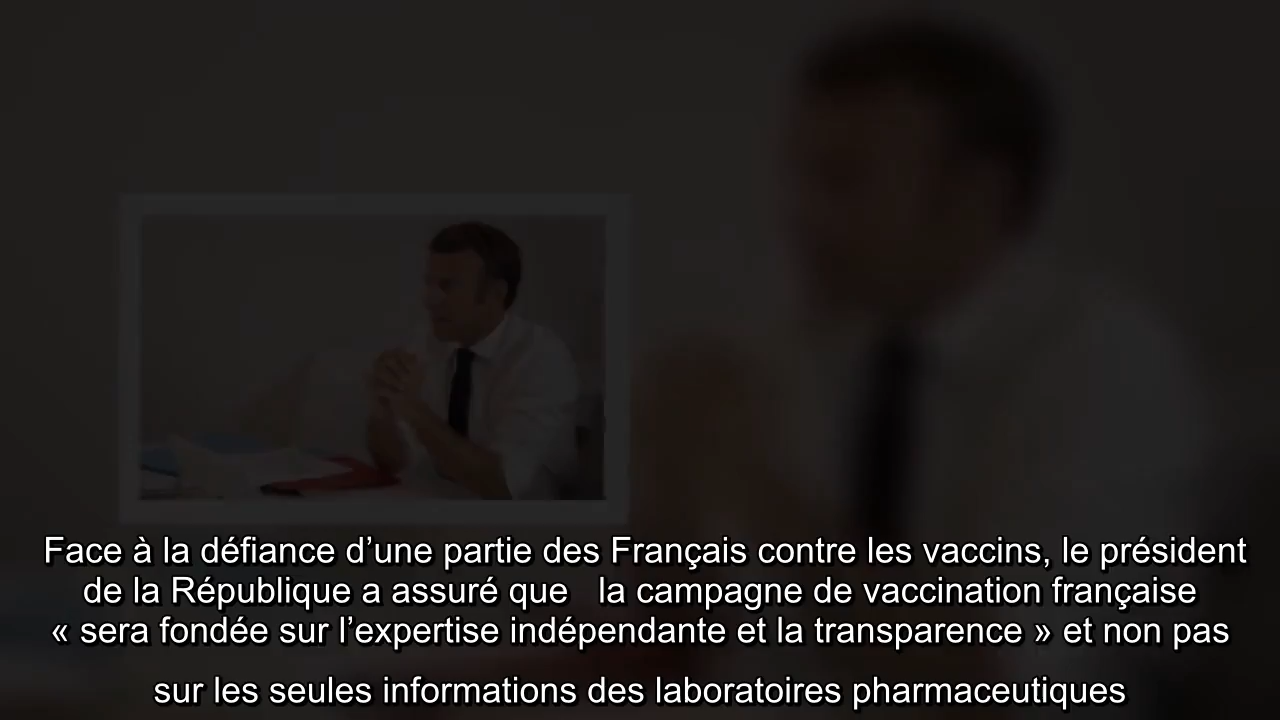 Face à la défiance d’une partie des Français contre les vaccins, le président
de la République a assuré que la campagne de vaccination française
« sera fondée sur l’expertise indépendante et la transparence » et non pas
sur les seules informations des laboratoires pharmaceutiques